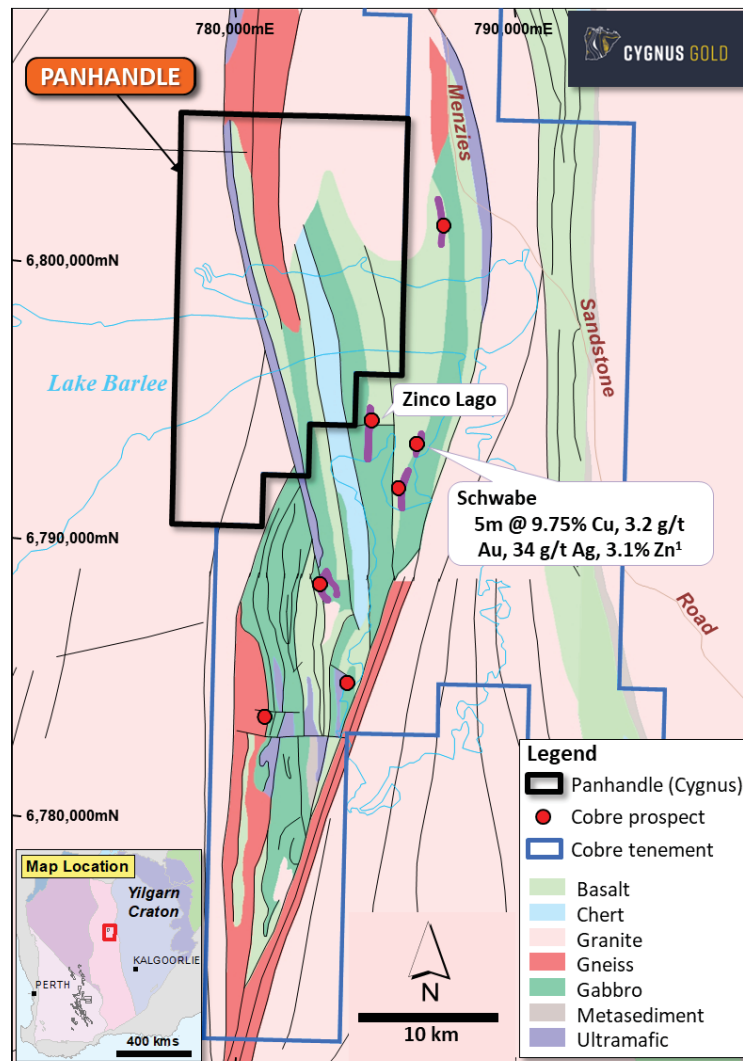 780,000mE
790,000mE
CYGNUS GOLD
PANHANDLE
Menzies
6,800,000mN
Sandstone
Lake Barlee
Zinco Lago
Schwabe
5m @ 9.75% Cu, 3.2 g/t
Au, 34 g/t Ag, 3.1% Zn¹
6,790,000mN
Road
6,780,000mN
Legend
Panhandle (Cygnus)
Cobre prospect
Cobre tenement
Basalt
Chert
Granite
Gneiss
Gabbro
Metasediment
Ultramafic
Map Location
Yilgarn
Craton
KALGOORLIE
PERTH
400 kms
N
10 km